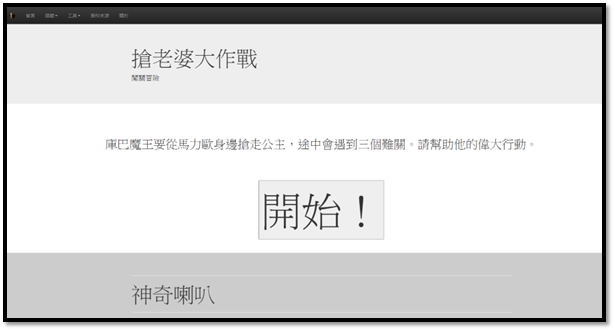 首頁 遊戲 工具 資料來源 關於
搶老婆大作戰
闖關冒險
庫巴魔王要從馬力歐身邊搶走公主，途中會遇到三個難關。請幫助他的偉大行動。
開始！
神奇喇叭